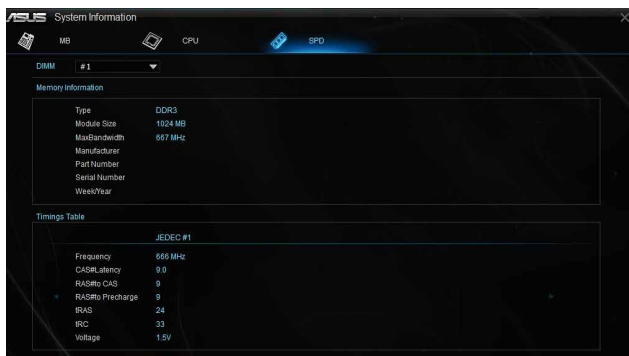 ASUS System Information
MB CPU SPD
DIMM #1
Memory Information
Type DDR3
Module Size 1024 MB
MaxBandwidth 667 MHz
Manufacturer
Part Number
Serial Number
Week/Year
Timings Table
JEDEC #1
Frequency 666 MHz
CAS#Latency 9.0
RAS#to CAS 9
RAS#to Precharge 9
tRAS 24
tRC 33
Voltage 1.5V